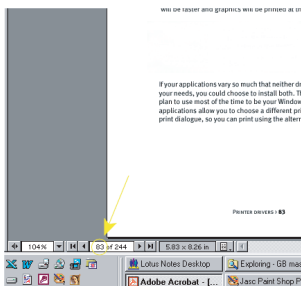 will be faster and graphics will be printed at th
If your applications vary so much that neither dr
your needs, you could choose to install both. Th
plan to use most of the time to be your Window
applications allow you to choose a different pri
print dialogue, so you can print using the altern
PRINTER DRIVERS I 83
104%
83 of 244
5.83 x 8.26 in
Lotus Notes Desktop
Exploring - GB mas
Adobe Acrobat - [...
Jasc Paint Shop P